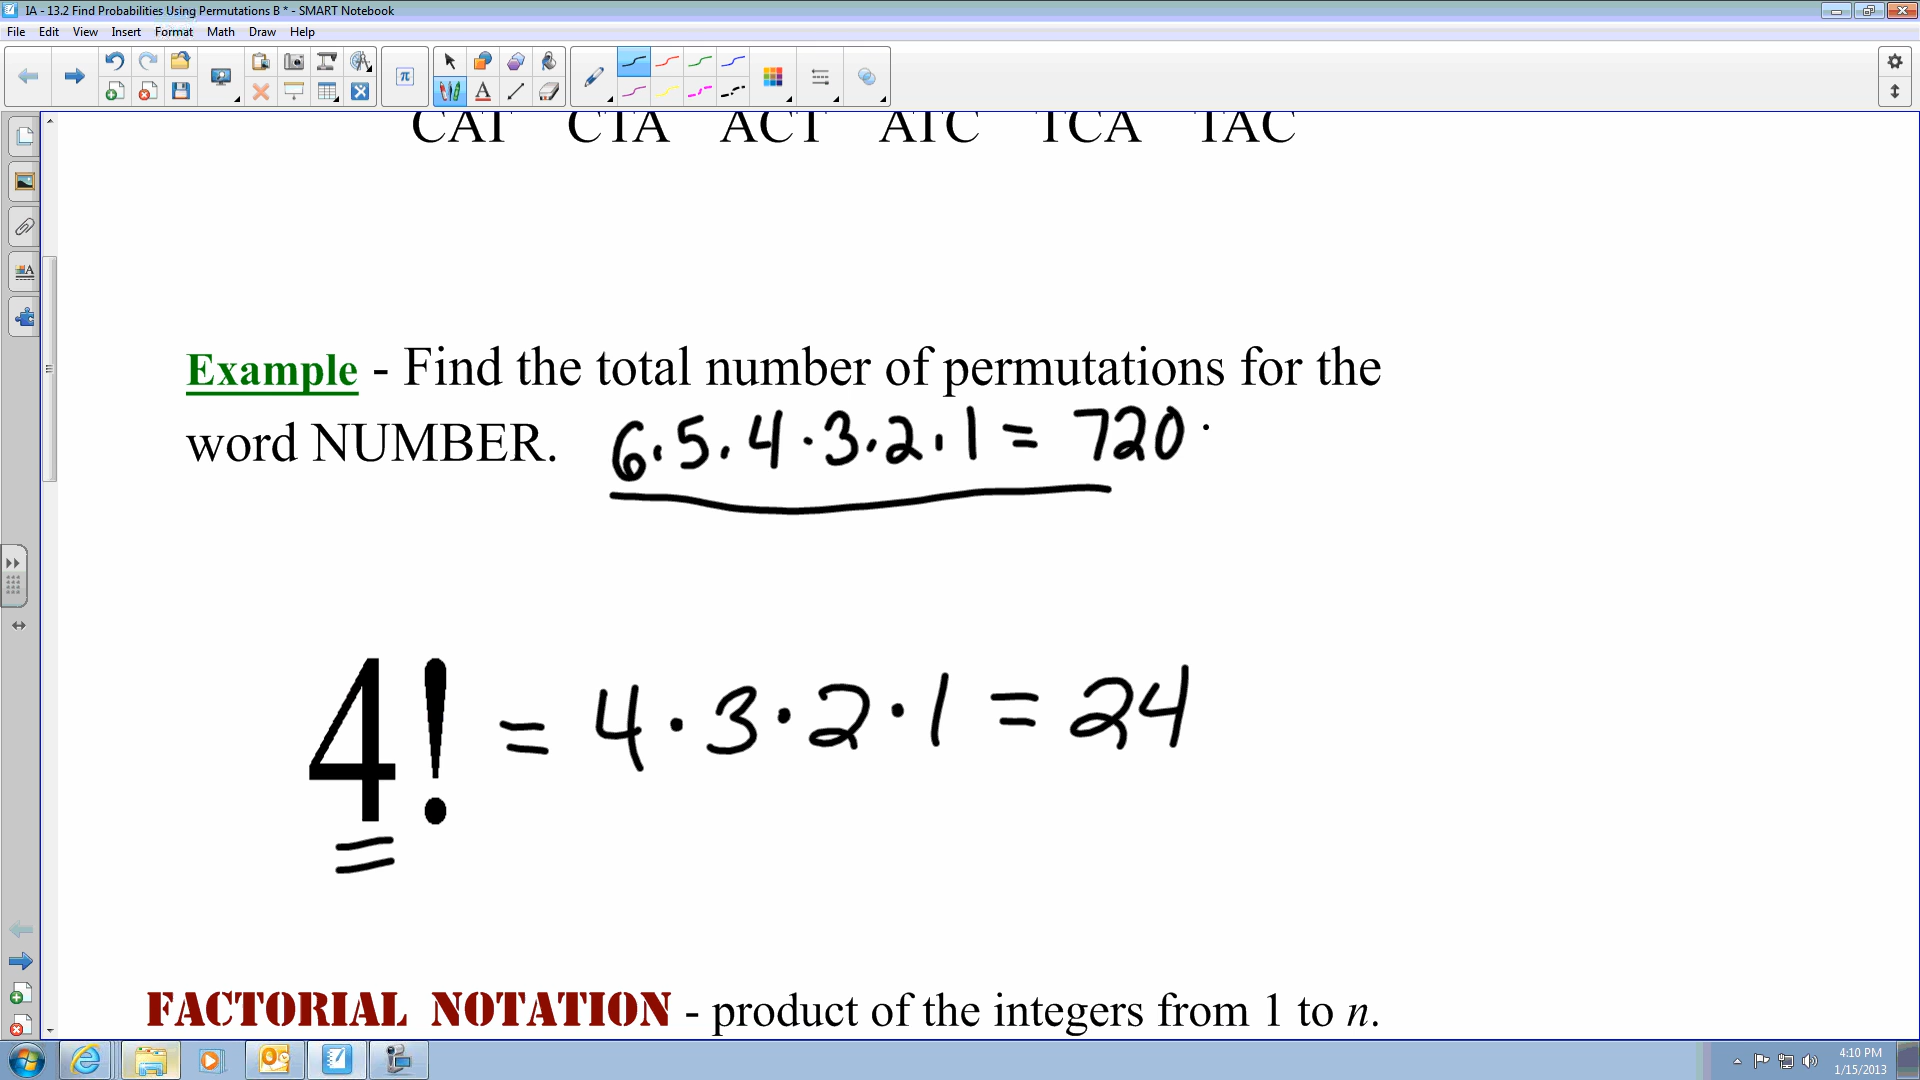 IA - 13.2 Find Probabilities Using Permutations B * - SMART Notebook
File Edit View Insert Format Math Draw Help
CAT CTA ACT ATC TCA TAC
Example - Find the total number of permutations for the
word NUMBER. 6·5·4·3·2·1 = 720
4! = 4·3·2·1 = 24
FACTORIAL NOTATION - product of the integers from 1 to n.
4:10 PM
1/15/2013